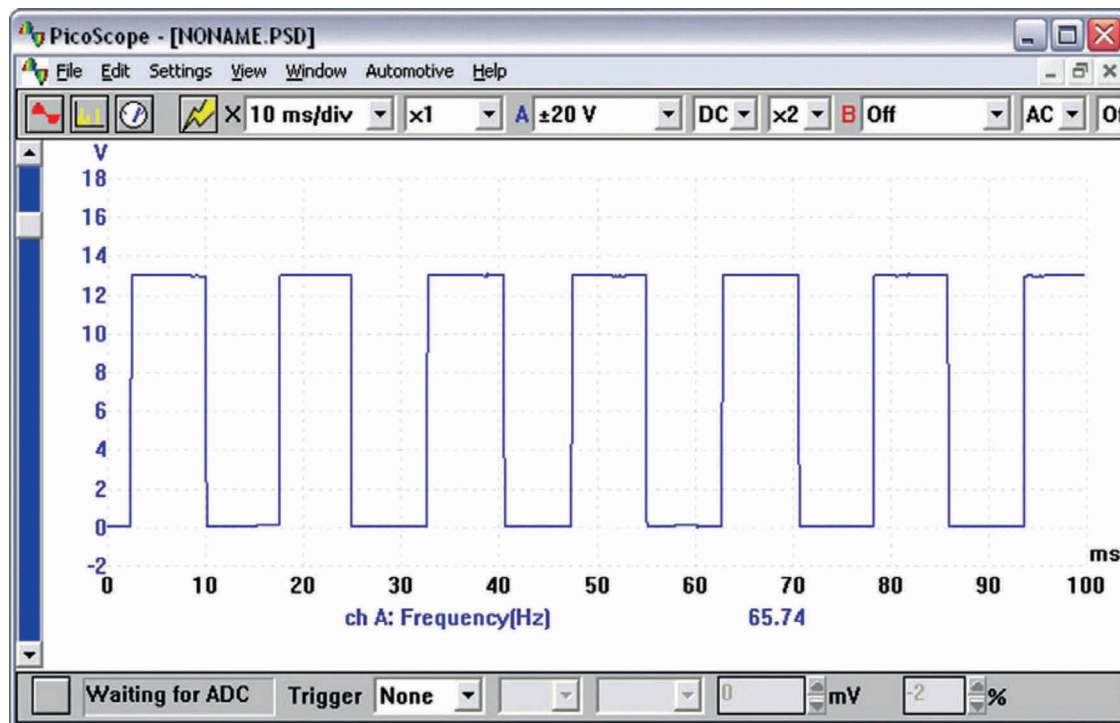 PicoScope - [NONAME.PSD]
File Edit Settings View Window Automotive Help
X 10 ms/div x1 A ±20 V DC x2 B Off AC
V
18
16
14
12
10
8
6
4
2
0
-2
ms
0 10 20 30 40 50 60 70 80 90 100
ch A: Frequency(Hz) 65.74
Waiting for ADC Trigger None 0 mV -2 %